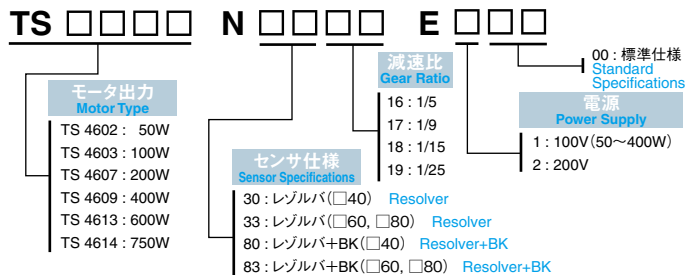 TS □□□□ N □□□□ E □□□
モータ出力
Motor Type
TS 4602 : 50W
TS 4603 : 100W
TS 4607 : 200W
TS 4609 : 400W
TS 4613 : 600W
TS 4614 : 750W
センサ仕様
Sensor Specifications
30 : レゾルバ(□40) Resolver
33 : レゾルバ(□60, □80) Resolver
80 : レゾルバ+BK(□40) Resolver+BK
83 : レゾルバ+BK(□60, □80) Resolver+BK
減速比
Gear Ratio
16 : 1/5
17 : 1/9
18 : 1/15
19 : 1/25
電源
Power Supply
1 : 100V(50〜400W)
2 : 200V
00 : 標準仕様
Standard
Specifications